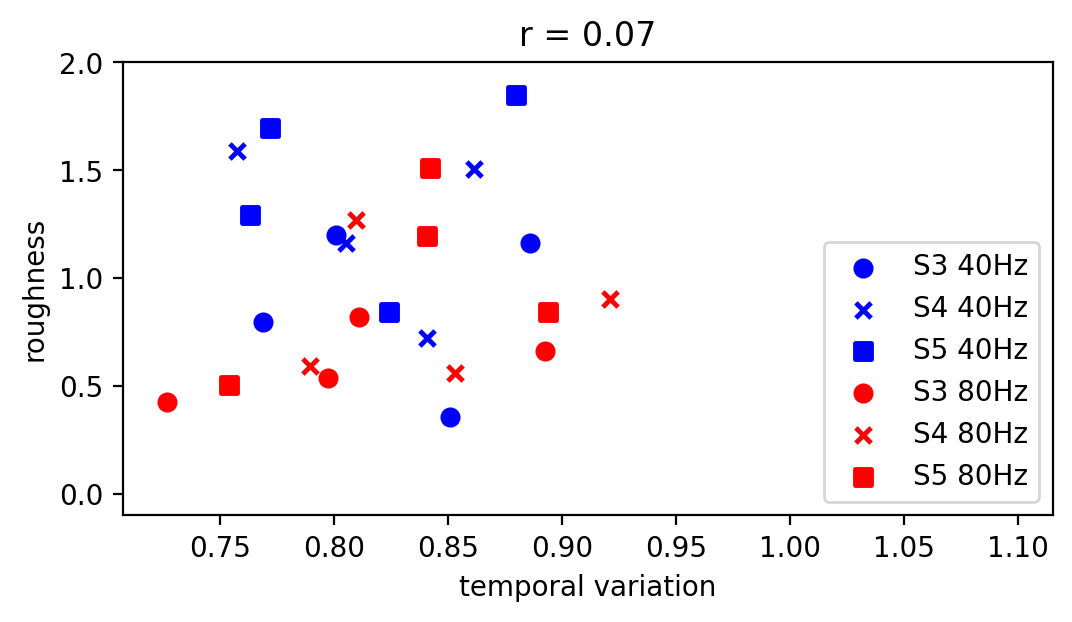 r = 0.07
2.0
1.5
1.0
0.5
0.0
roughness
0.75 0.80 0.85 0.90 0.95 1.00 1.05 1.10
temporal variation
S3 40Hz
S4 40Hz
S5 40Hz
S3 80Hz
S4 80Hz
S5 80Hz